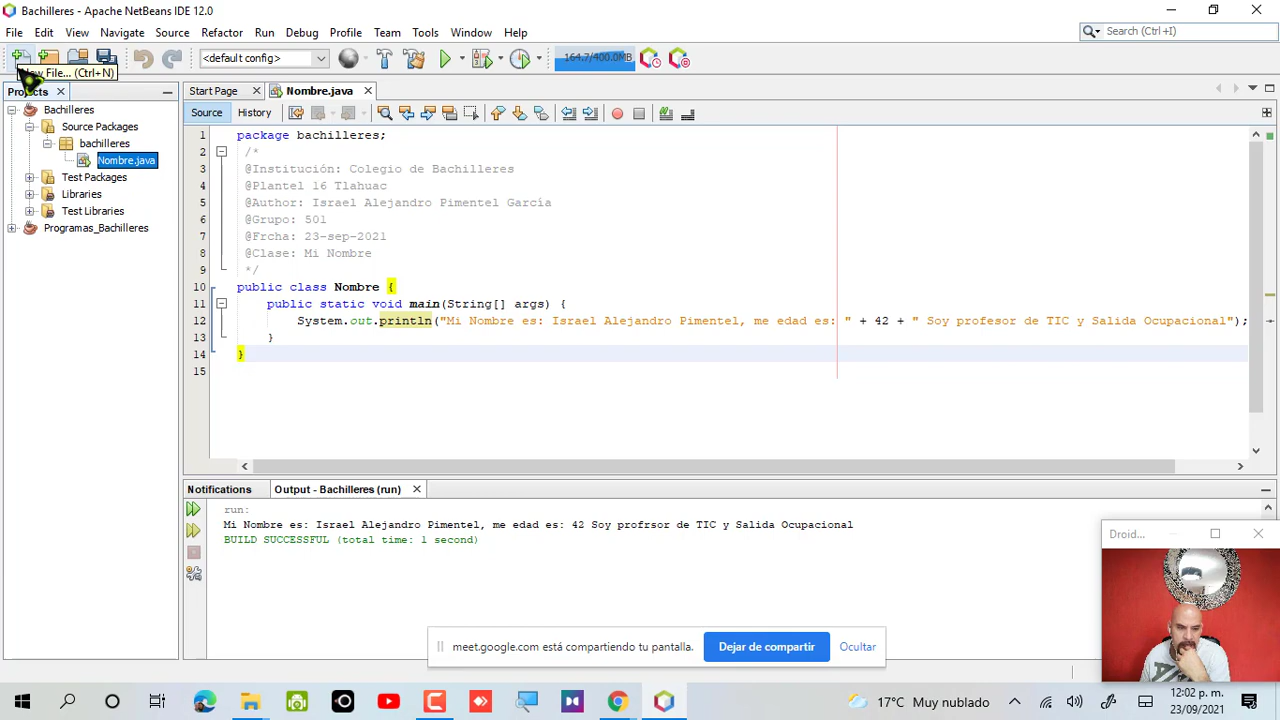 Bachilleres - Apache NetBeans IDE 12.0
File Edit View Navigate Source Refactor Run Debug Profile Team Tools Window Help
Search (Ctrl+I)
<default config>
164.7/400.0MB
New File... (Ctrl+N)
Projects
Bachilleres
Source Packages
bachilleres
Nombre.java
Test Packages
Libraries
Test Libraries
Programas_Bachilleres
Start Page
Nombre.java
Source
History
1 package bachilleres;
2 /*
3 @Institución: Colegio de Bachilleres
4 @Plantel 16 Tlahuac
5 @Author: Israel Alejandro Pimentel García
6 @Grupo: 501
7 @Frcha: 23-sep-2021
8 @Clase: Mi Nombre
9 */
10 public class Nombre {
11 public static void main(String[] args) {
12 System.out.println("Mi Nombre es: Israel Alejandro Pimentel, me edad es: " + 42 + " Soy profesor de TIC y Salida Ocupacional");
13 }
14 }
15
Notifications
Output - Bachilleres (run)
run:
Mi Nombre es: Israel Alejandro Pimentel, me edad es: 42 Soy profrsor de TIC y Salida Ocupacional
BUILD SUCCESSFUL (total time: 1 second)
Droid...
meet.google.com está compartiendo tu pantalla.
Dejar de compartir
Ocultar
17°C Muy nublado
12:02 p. m.
23/09/2021